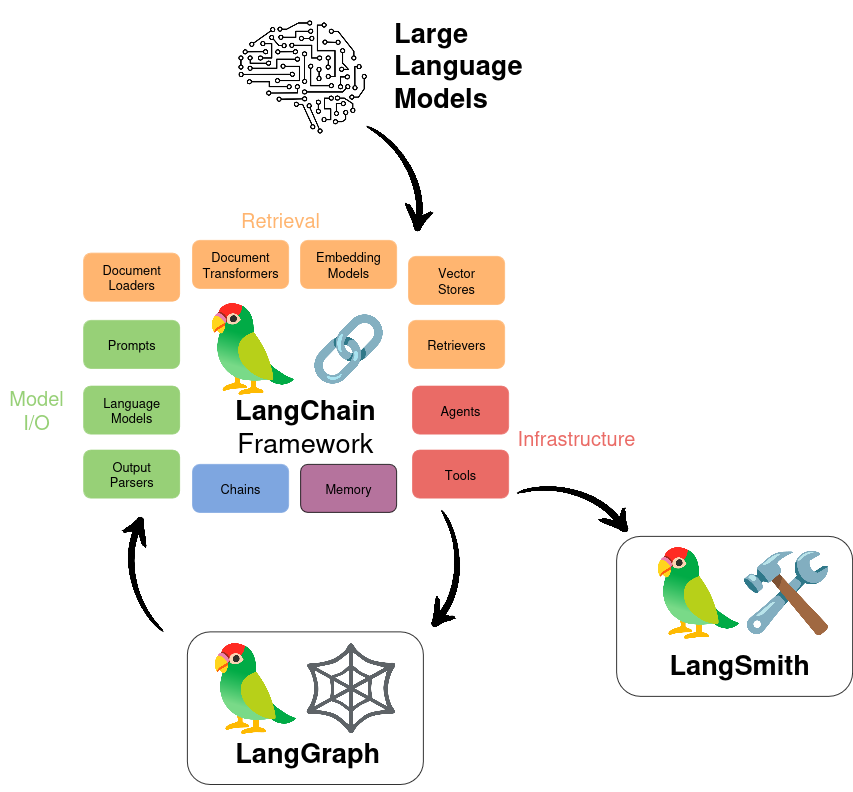 Large
Language
Models
Retrieval
Document
Loaders
Document
Transformers
Embedding
Models
Vector
Stores
Prompts
Retrievers
Model
I/O
Language
Models
LangChain
Framework
Agents
Infrastructure
Output
Parsers
Chains
Memory
Tools
LangSmith
LangGraph